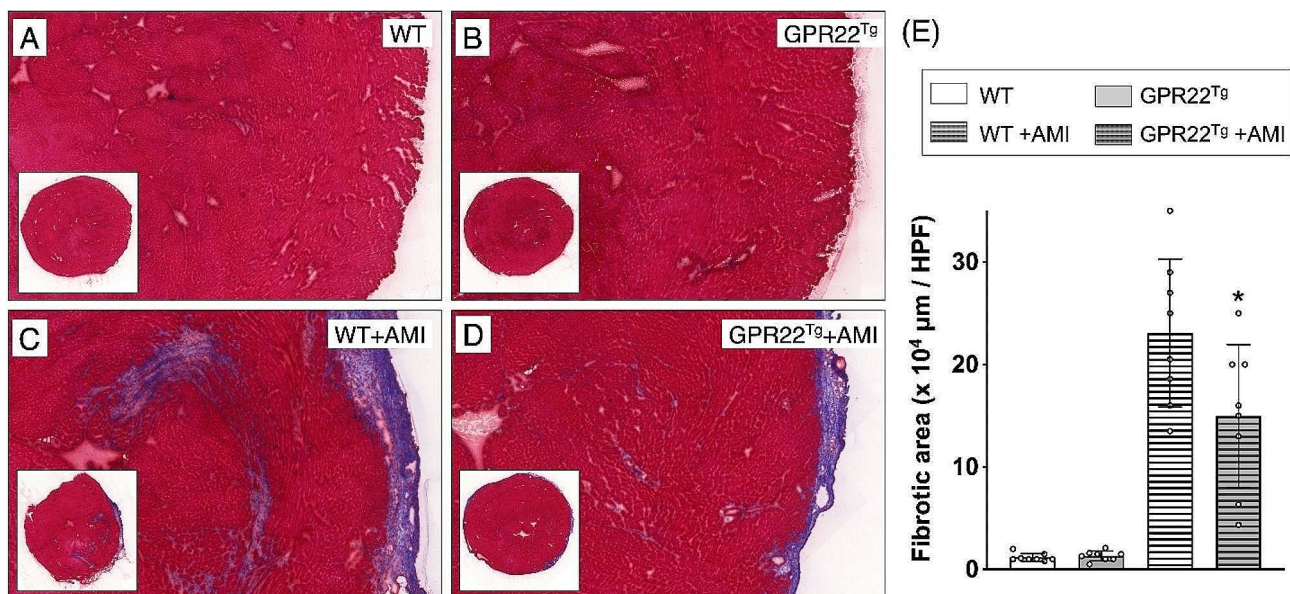 A
WT
B
GPR22Tg
C
WT+AMI
D
GPR22Tg+AMI
(E)
WT
GPR22Tg
WT +AMI
GPR22Tg +AMI
Fibrotic area (x 10⁴ μm / HPF)
30
20
10
0
*